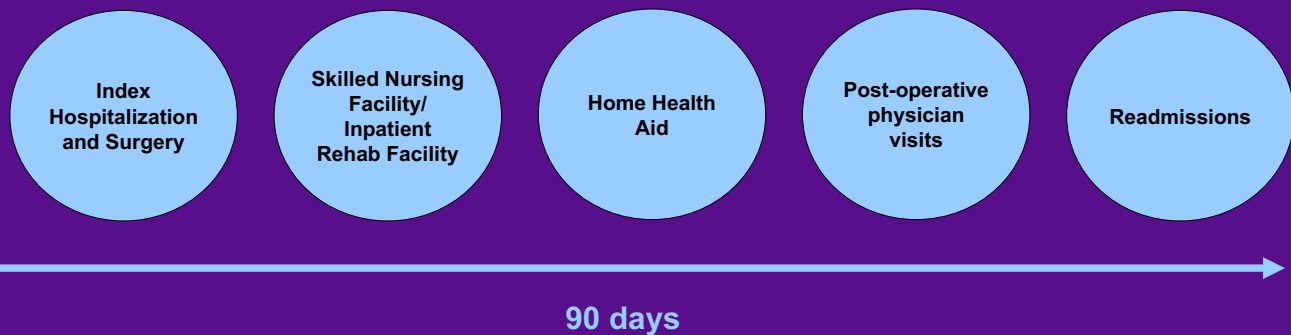 Index
Hospitalization
and Surgery
Skilled Nursing
Facility/
Inpatient
Rehab Facility
Home Health
Aid
Post-operative
physician
visits
Readmissions
90 days